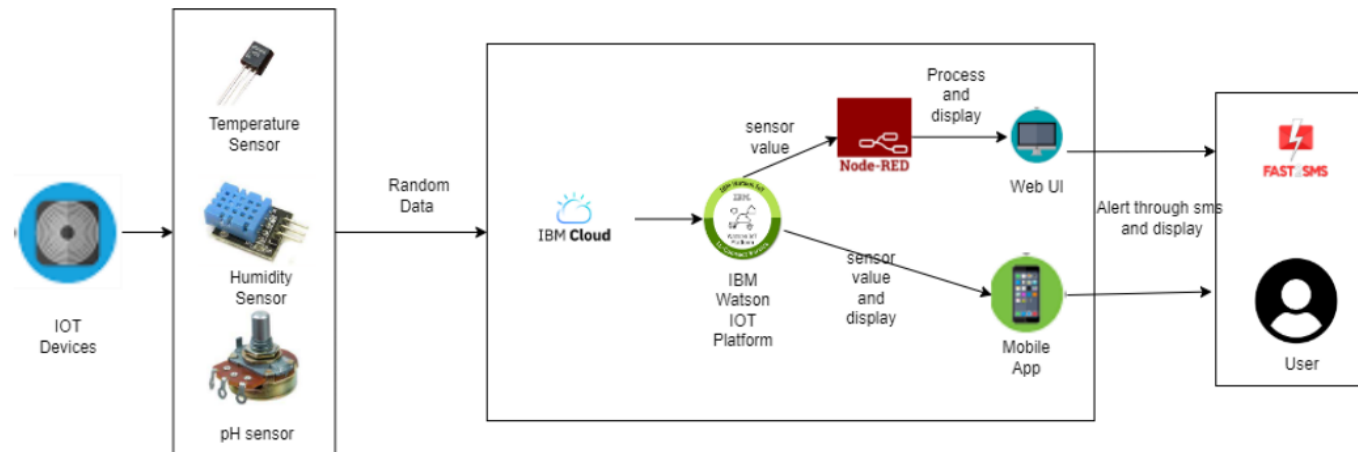 IOT
Devices
Temperature
Sensor
Humidity
Sensor
pH sensor
Random
Data
IBM Cloud
sensor
value
IBM
Watson
IOT
Platform
Node-RED
Process
and
display
Web UI
sensor
value
and
display
Mobile
App
Alert through sms
and display
FAST2SMS
User